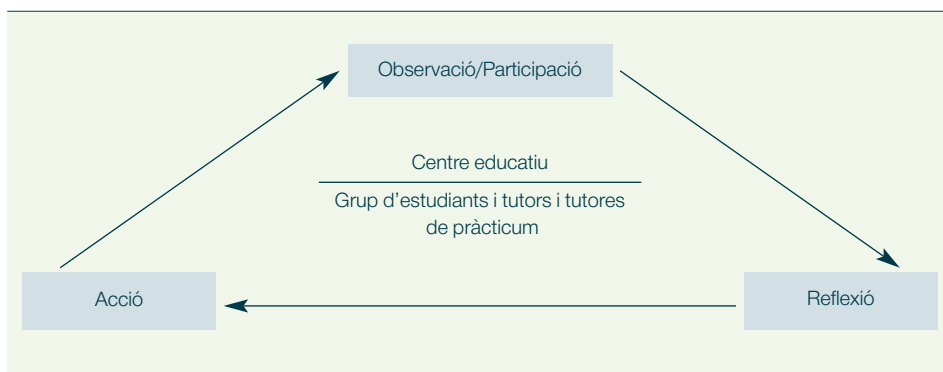 Observació/Participació
Centre educatiu
Grup d’estudiants i tutors i tutores
de pràcticum
Acció
Reflexió